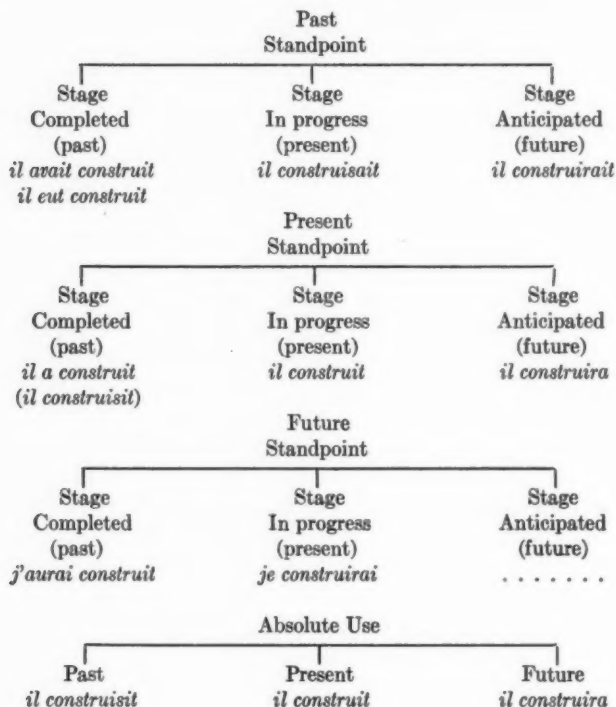 Past
Standpoint
Stage Stage Stage
Completed In progress Anticipated
(past) (present) (future)
il avait construit il construisait il construirait
il eut construit
Present
Standpoint
Stage Stage Stage
Completed In progress Anticipated
(past) (present) (future)
il a construit il construit il construira
(il construisit)
Future
Standpoint
Stage Stage Stage
Completed In progress Anticipated
(past) (present) (future)
j'aurai construit je construirai . . . . . . .
Absolute Use
Past Present Future
il construisit il construit il construira